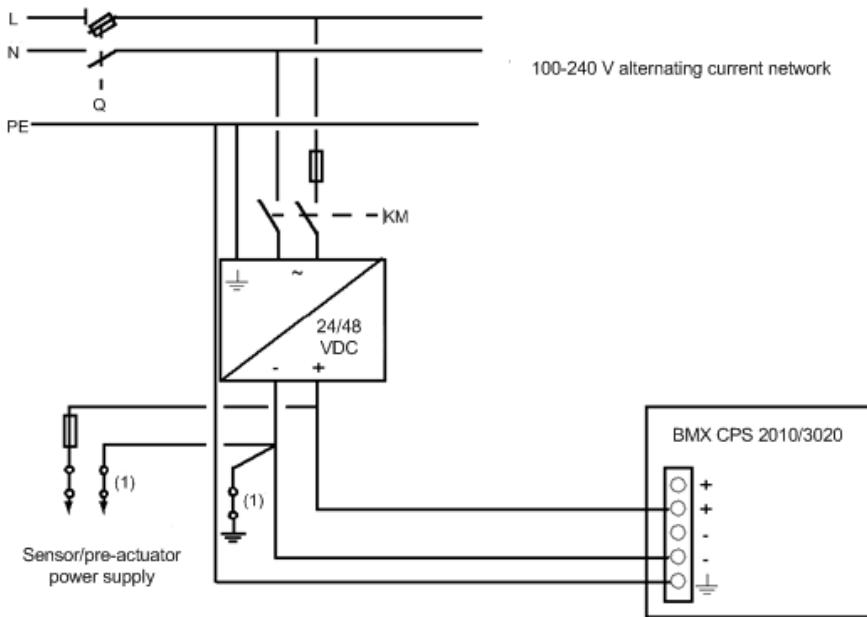 L
N
100-240 V alternating current network
Q
PE
KM
~
24/48
VDC
- +
BMX CPS 2010/3020
+
+
-
-
(1)
(1)
Sensor/pre-actuator
power supply